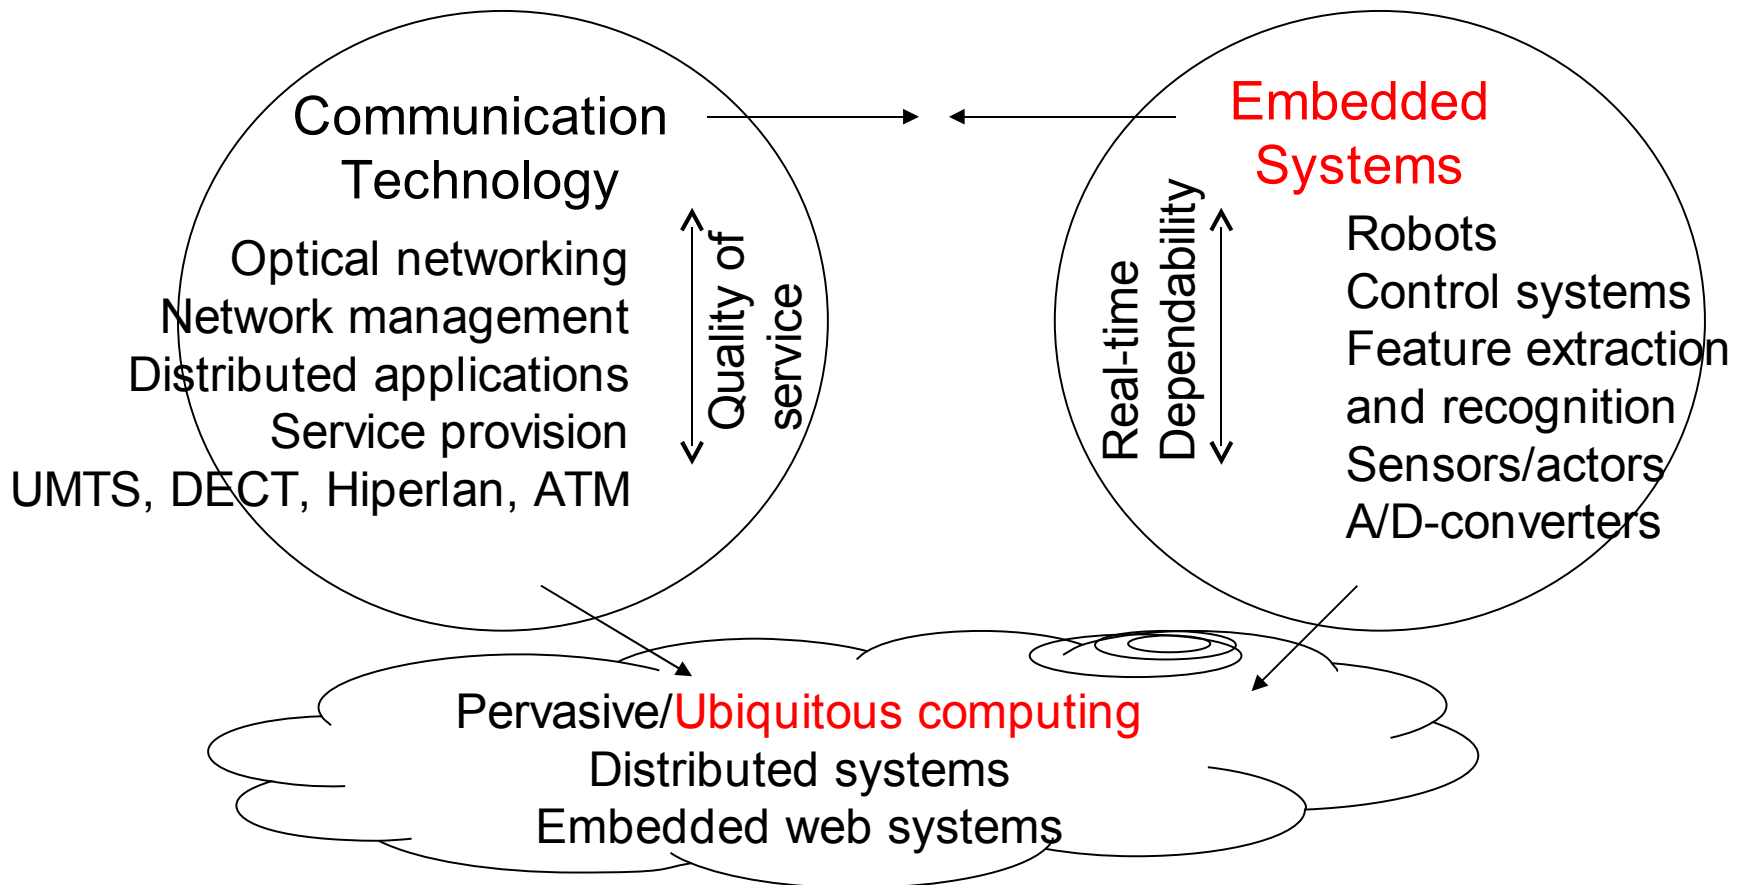 Communication
Technology
Optical networking
Network management
Distributed applications
Service provision
UMTS, DECT, Hiperlan, ATM
Quality of
service
Embedded
Systems
Real-time
Dependability
Robots
Control systems
Feature extraction
and recognition
Sensors/actors
A/D-converters
Pervasive/Ubiquitous computing
Distributed systems
Embedded web systems